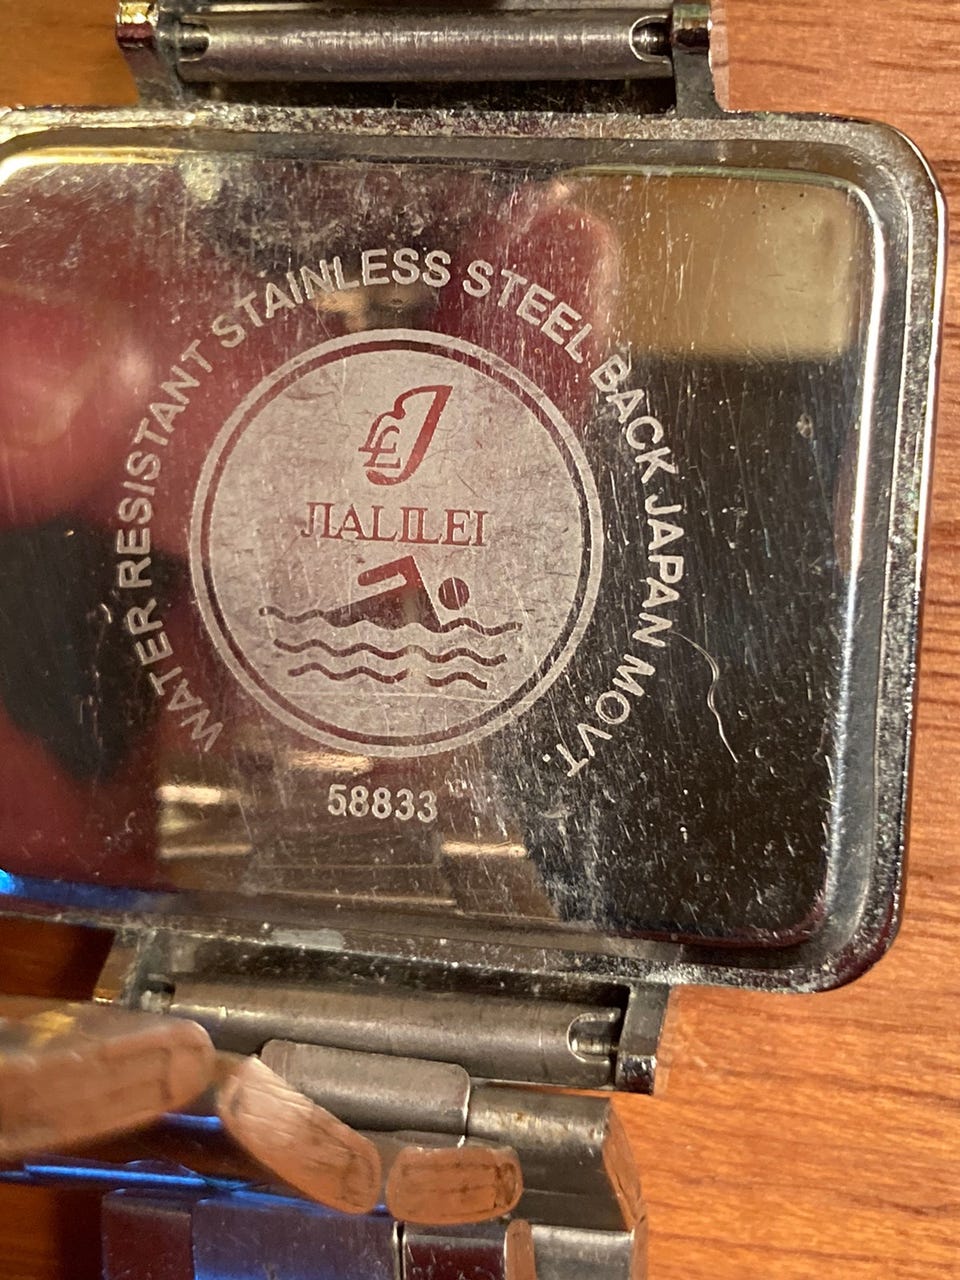 WATER RESISTANT STAINLESS STEEL BACK JAPAN MOVT.
JIALILEI
58833